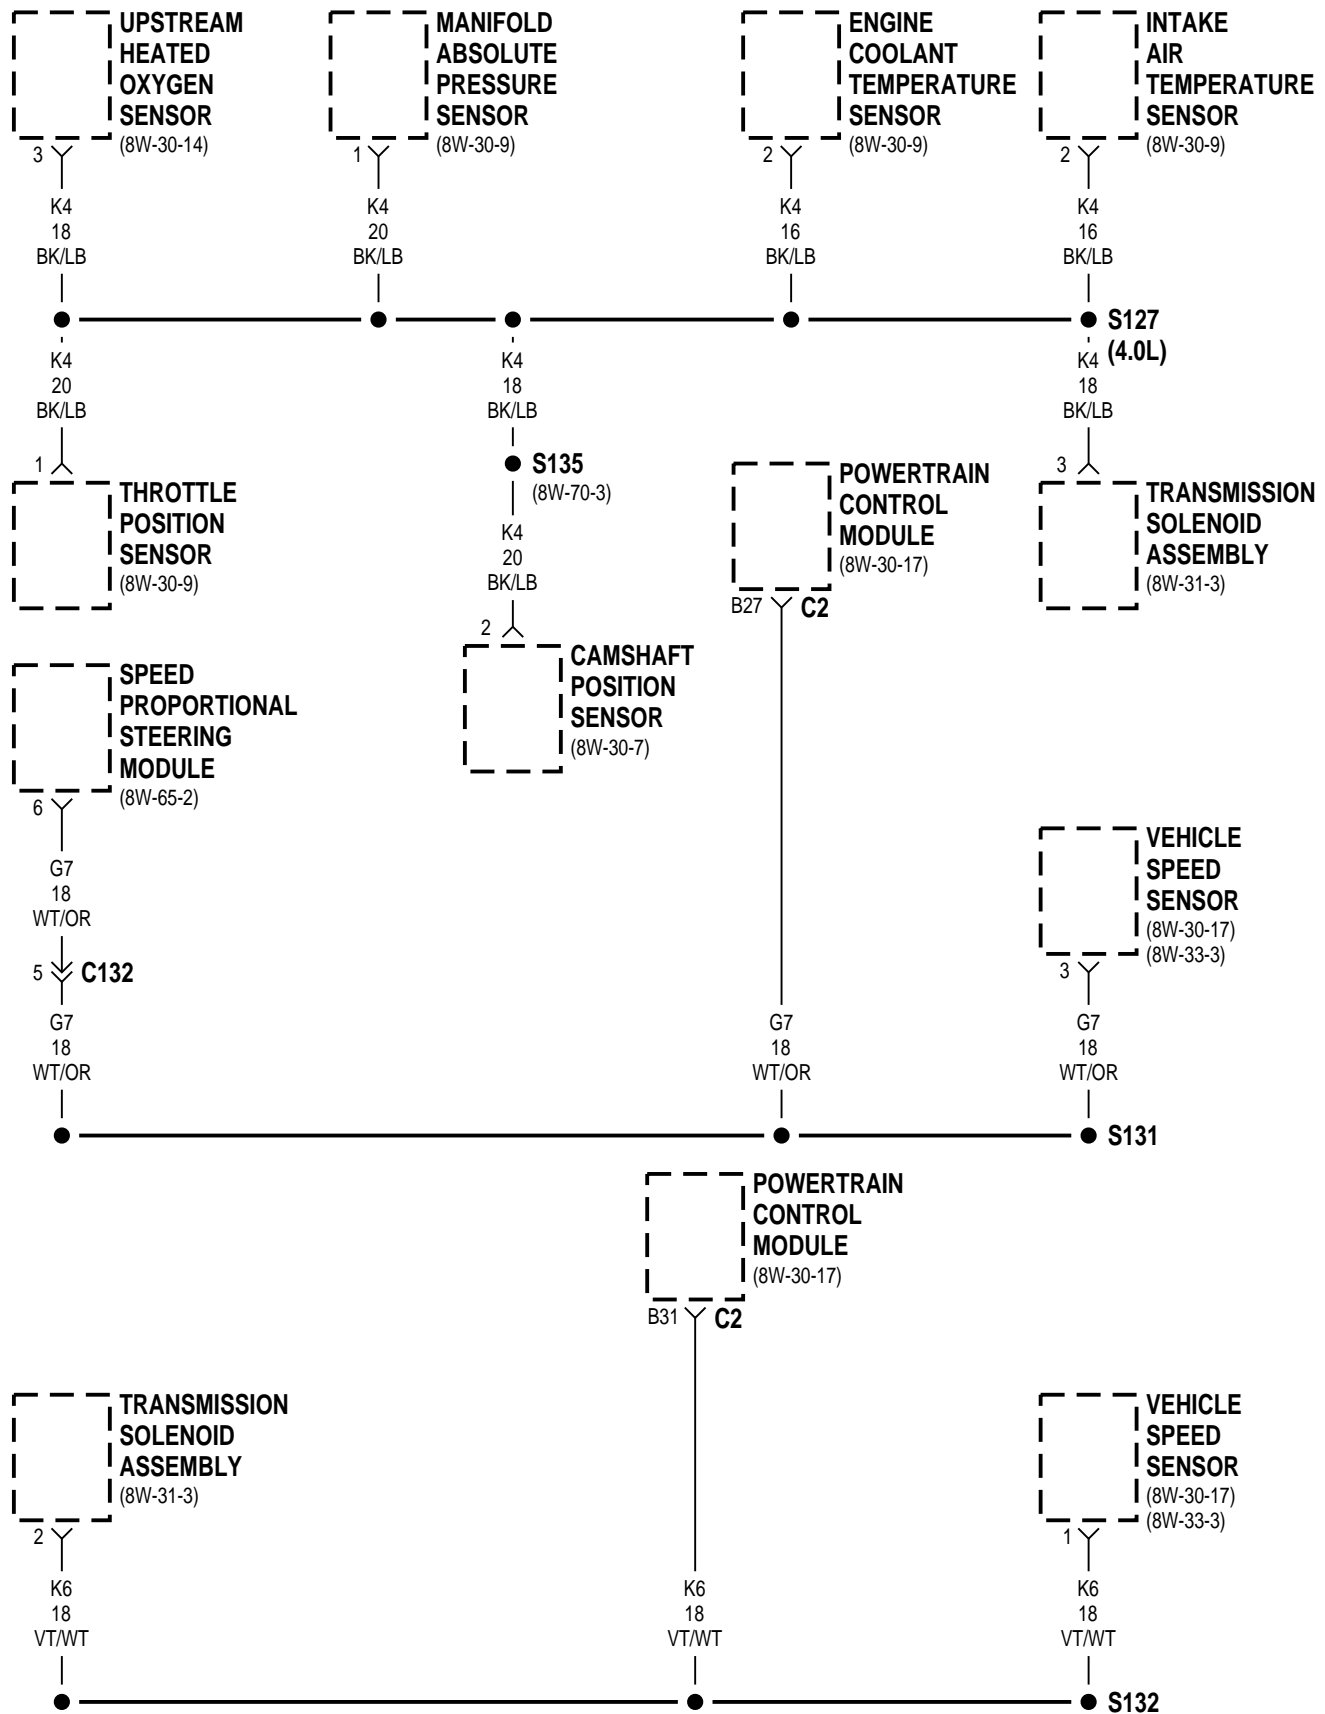 UPSTREAM
HEATED
OXYGEN
SENSOR
(8W-30-14)
3
K4
18
BK/LB
MANIFOLD
ABSOLUTE
PRESSURE
SENSOR
(8W-30-9)
1
K4
20
BK/LB
ENGINE
COOLANT
TEMPERATURE
SENSOR
(8W-30-9)
2
K4
16
BK/LB
INTAKE
AIR
TEMPERATURE
SENSOR
(8W-30-9)
2
K4
16
BK/LB
S127
(4.0L)
K4
20
BK/LB
1
THROTTLE
POSITION
SENSOR
(8W-30-9)
K4
18
BK/LB
S135
(8W-70-3)
K4
20
BK/LB
2
CAMSHAFT
POSITION
SENSOR
(8W-30-7)
POWERTRAIN
CONTROL
MODULE
(8W-30-17)
B27
C2
K4
18
BK/LB
3
TRANSMISSION
SOLENOID
ASSEMBLY
(8W-31-3)
SPEED
PROPORTIONAL
STEERING
MODULE
(8W-65-2)
6
G7
18
WT/OR
5
C132
G7
18
WT/OR
G7
18
WT/OR
VEHICLE
SPEED
SENSOR
(8W-30-17)
(8W-33-3)
3
G7
18
WT/OR
S131
POWERTRAIN
CONTROL
MODULE
(8W-30-17)
B31
C2
TRANSMISSION
SOLENOID
ASSEMBLY
(8W-31-3)
2
K6
18
VT/WT
K6
18
VT/WT
VEHICLE
SPEED
SENSOR
(8W-30-17)
(8W-33-3)
1
K6
18
VT/WT
S132